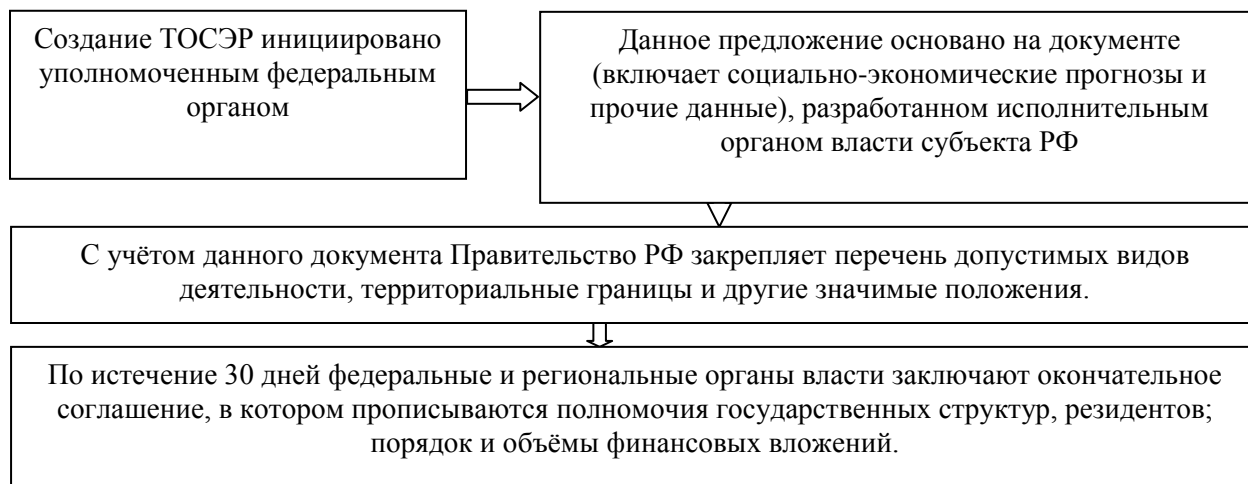 Создание ТОСЭР инициировано
уполномоченным федеральным
органом
Данное предложение основано на документе
(включает социально-экономические прогнозы и
прочие данные), разработанном исполнительным
органом власти субъекта РФ
С учётом данного документа Правительство РФ закрепляет перечень допустимых видов
деятельности, территориальные границы и другие значимые положения.
По истечение 30 дней федеральные и региональные органы власти заключают окончательное
соглашение, в котором прописываются полномочия государственных структур, резидентов;
порядок и объёмы финансовых вложений.